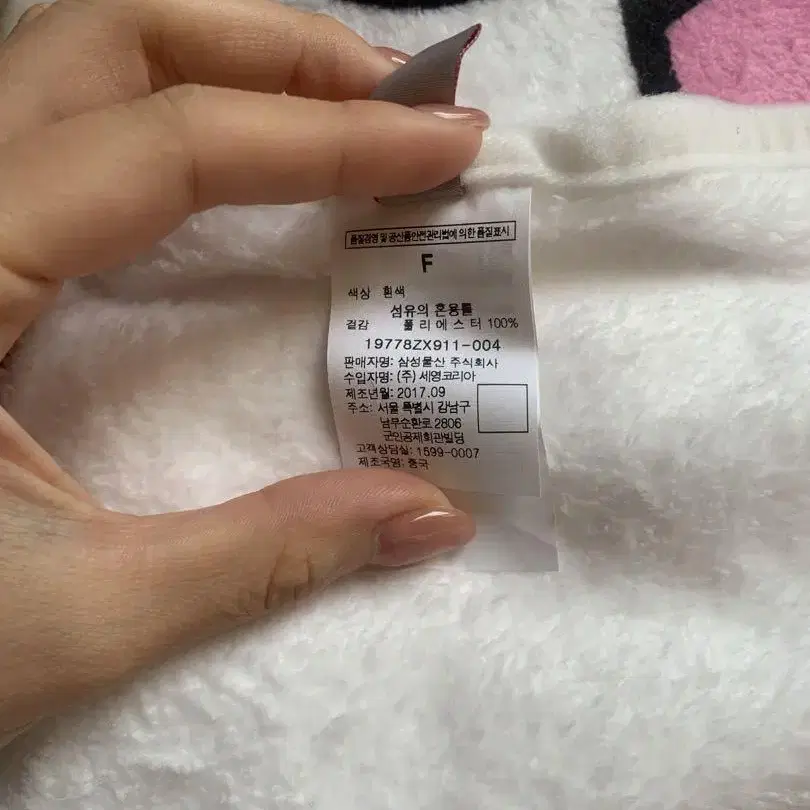 품질경영 및 공산품안전관리법에 의한 품질표시
F
색상 흰색
섬유의 혼용률
겉감 폴리에스터 100%
19778ZX911-004
판매자명: 삼성물산 주식회사
수입자명: (주) 세영코리아
제조년월: 2017.09
주소: 서울 특별시 강남구
남부순환로 2806
군인공제회관빌딩
고객상담실: 1599-0007
제조국명: 중국